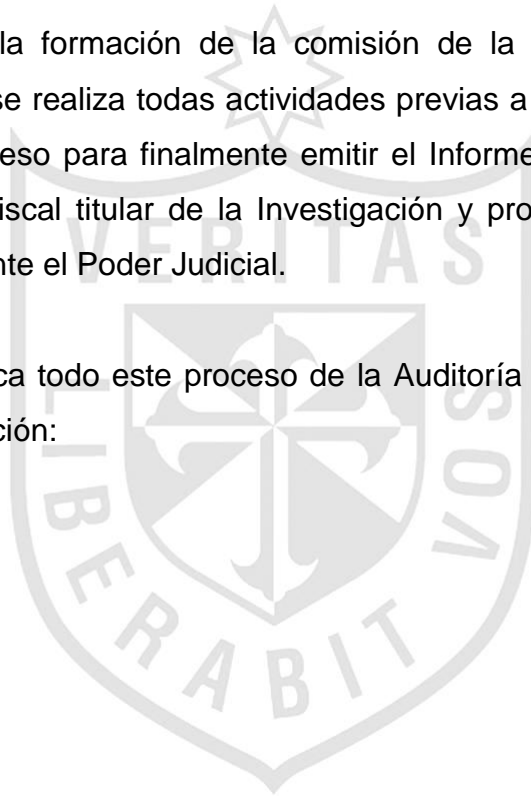 la formación de la comisión de la
se realiza todas actividades previas a
eso para finalmente emitir el Informe
iscal titular de la Investigación y pro
nte el Poder Judicial.
ca todo este proceso de la Auditoría
ción:
VERITAS
LIBERABIT
VOS